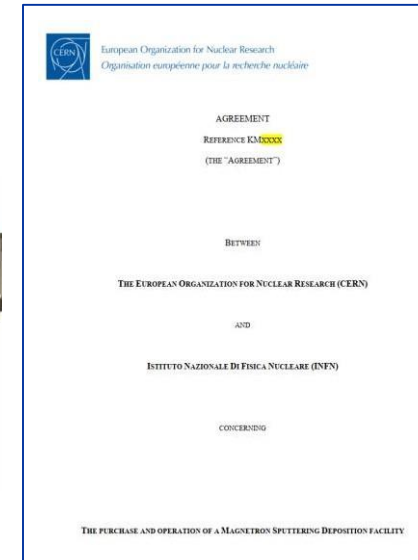 CERN
European Organization for Nuclear Research
Organisation européenne pour la recherche nucléaire
AGREEMENT
REFERENCE KMXXXX
(THE "AGREEMENT")
BETWEEN
THE EUROPEAN ORGANIZATION FOR NUCLEAR RESEARCH (CERN)
AND
ISTITUTO NAZIONALE DI FISICA NUCLEARE (INFN)
CONCERNING
THE PURCHASE AND OPERATION OF A MAGNETRON SPUTTERING DEPOSITION FACILITY